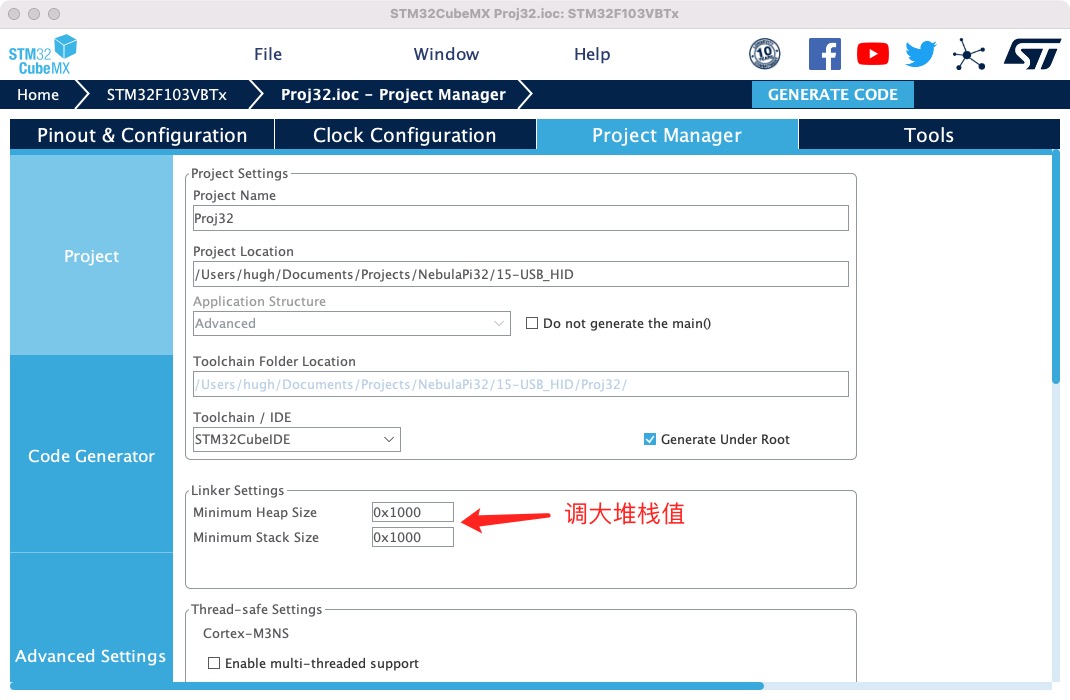 STM32CubeMX Proj32.ioc: STM32F103VBTx
STM32
CubeMX
File
Window
Help
10
ST
Home
STM32F103VBTx
Proj32.ioc – Project Manager
GENERATE CODE
Pinout & Configuration
Clock Configuration
Project Manager
Tools
Project
Code Generator
Advanced Settings
Project Settings
Project Name
Proj32
Project Location
/Users/hugh/Documents/Projects/NebulaPi32/15-USB_HID
Application Structure
Advanced
Do not generate the main()
Toolchain Folder Location
/Users/hugh/Documents/Projects/NebulaPi32/15-USB_HID/Proj32/
Toolchain / IDE
STM32CubeIDE
Generate Under Root
Linker Settings
Minimum Heap Size
0x1000
调大堆栈值
Minimum Stack Size
0x1000
Thread-safe Settings
Cortex-M3NS
Enable multi-threaded support